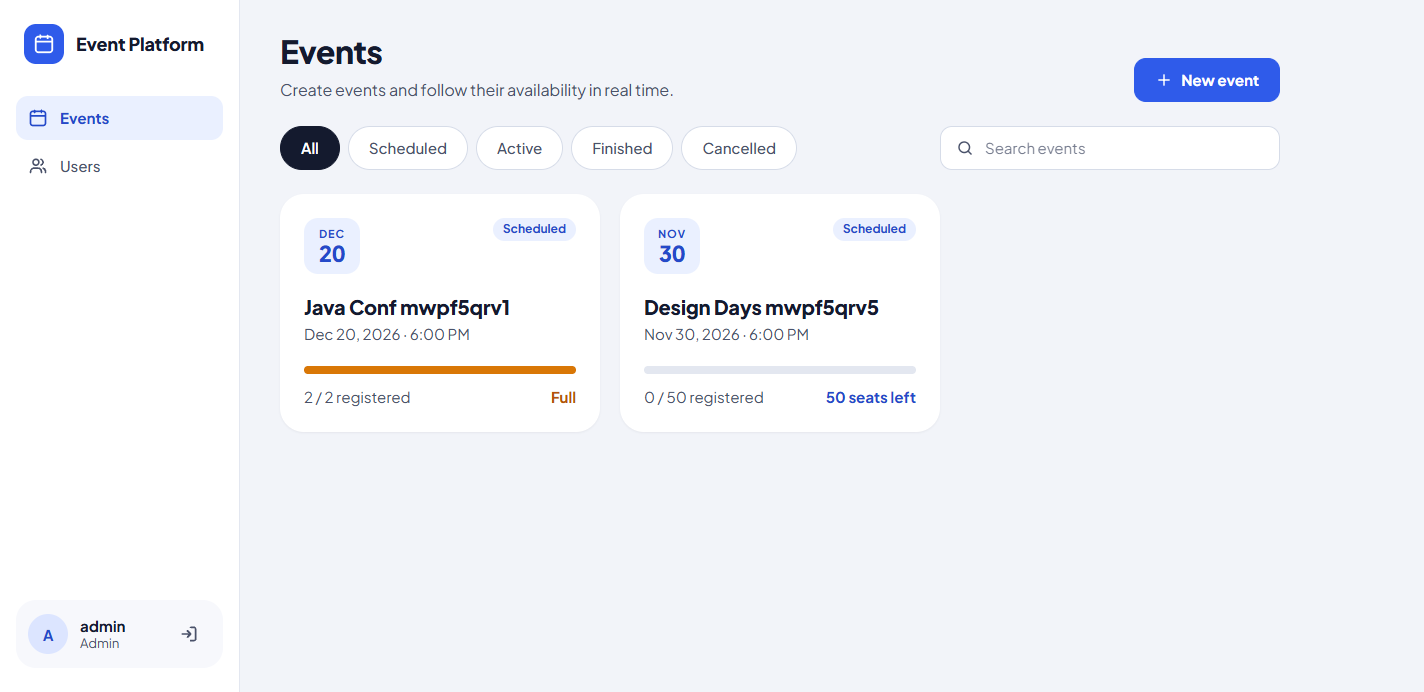 Event Platform
Events
Users
A
admin
Admin
Events
Create events and follow their availability in real time.
New event
All
Scheduled
Active
Finished
Cancelled
Search events
DEC
20
Scheduled
Java Conf mwpf5qrv1
Dec 20, 2026 · 6:00 PM
2 / 2 registered
Full
NOV
30
Scheduled
Design Days mwpf5qrv5
Nov 30, 2026 · 6:00 PM
0 / 50 registered
50 seats left